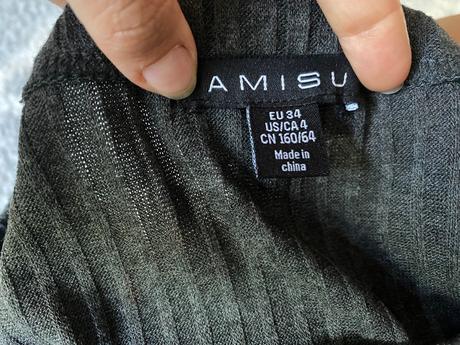 AMISU
EU 34
US/CA 4
CN 160/64
Made in
china